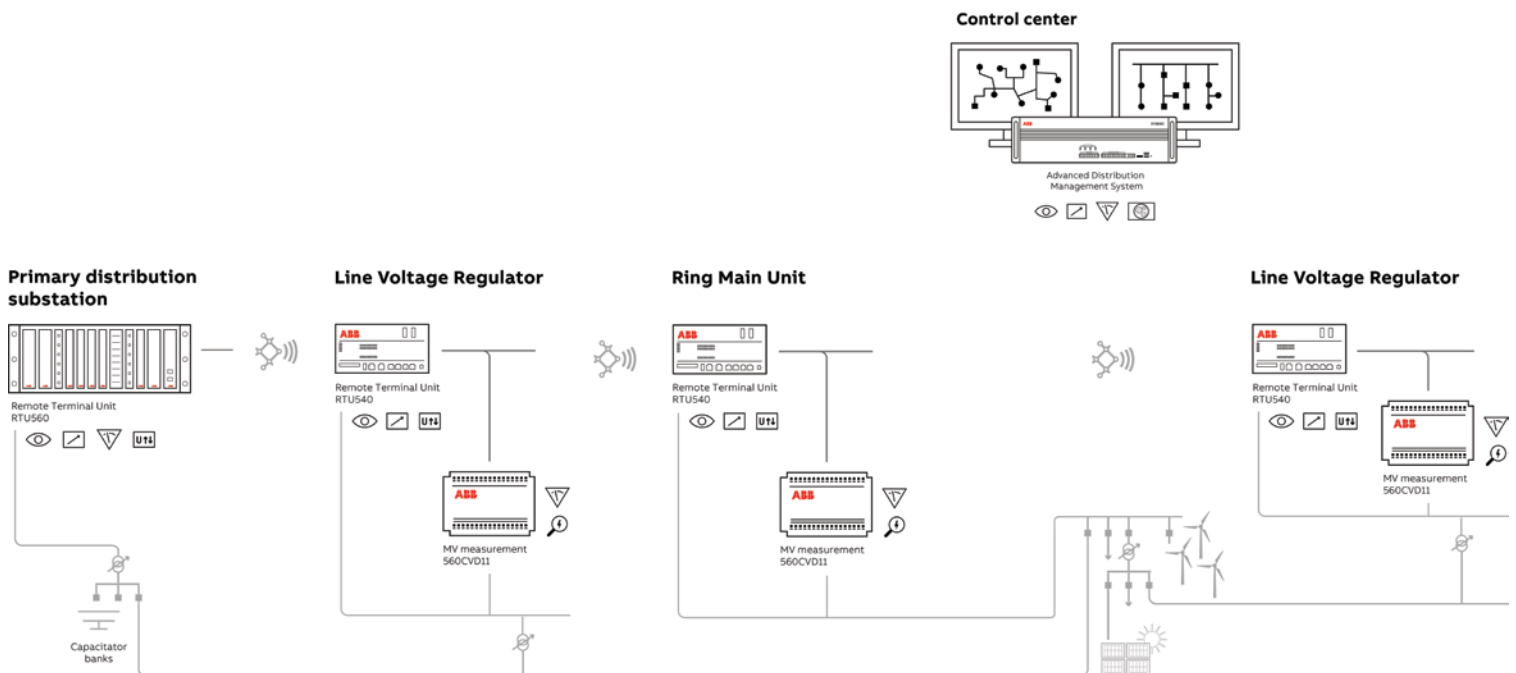 Control center
ABB
Advanced Distribution
Management System
Primary distribution
substation
Remote Terminal Unit
RTU560
U↑↓
Capacitator
banks
Line Voltage Regulator
ABB
Remote Terminal Unit
RTU540
U↑↓
ABB
MV measurement
560CVD11
Ring Main Unit
ABB
Remote Terminal Unit
RTU540
U↑↓
ABB
MV measurement
560CVD11
Line Voltage Regulator
ABB
Remote Terminal Unit
RTU540
U↑↓
ABB
MV measurement
560CVD11